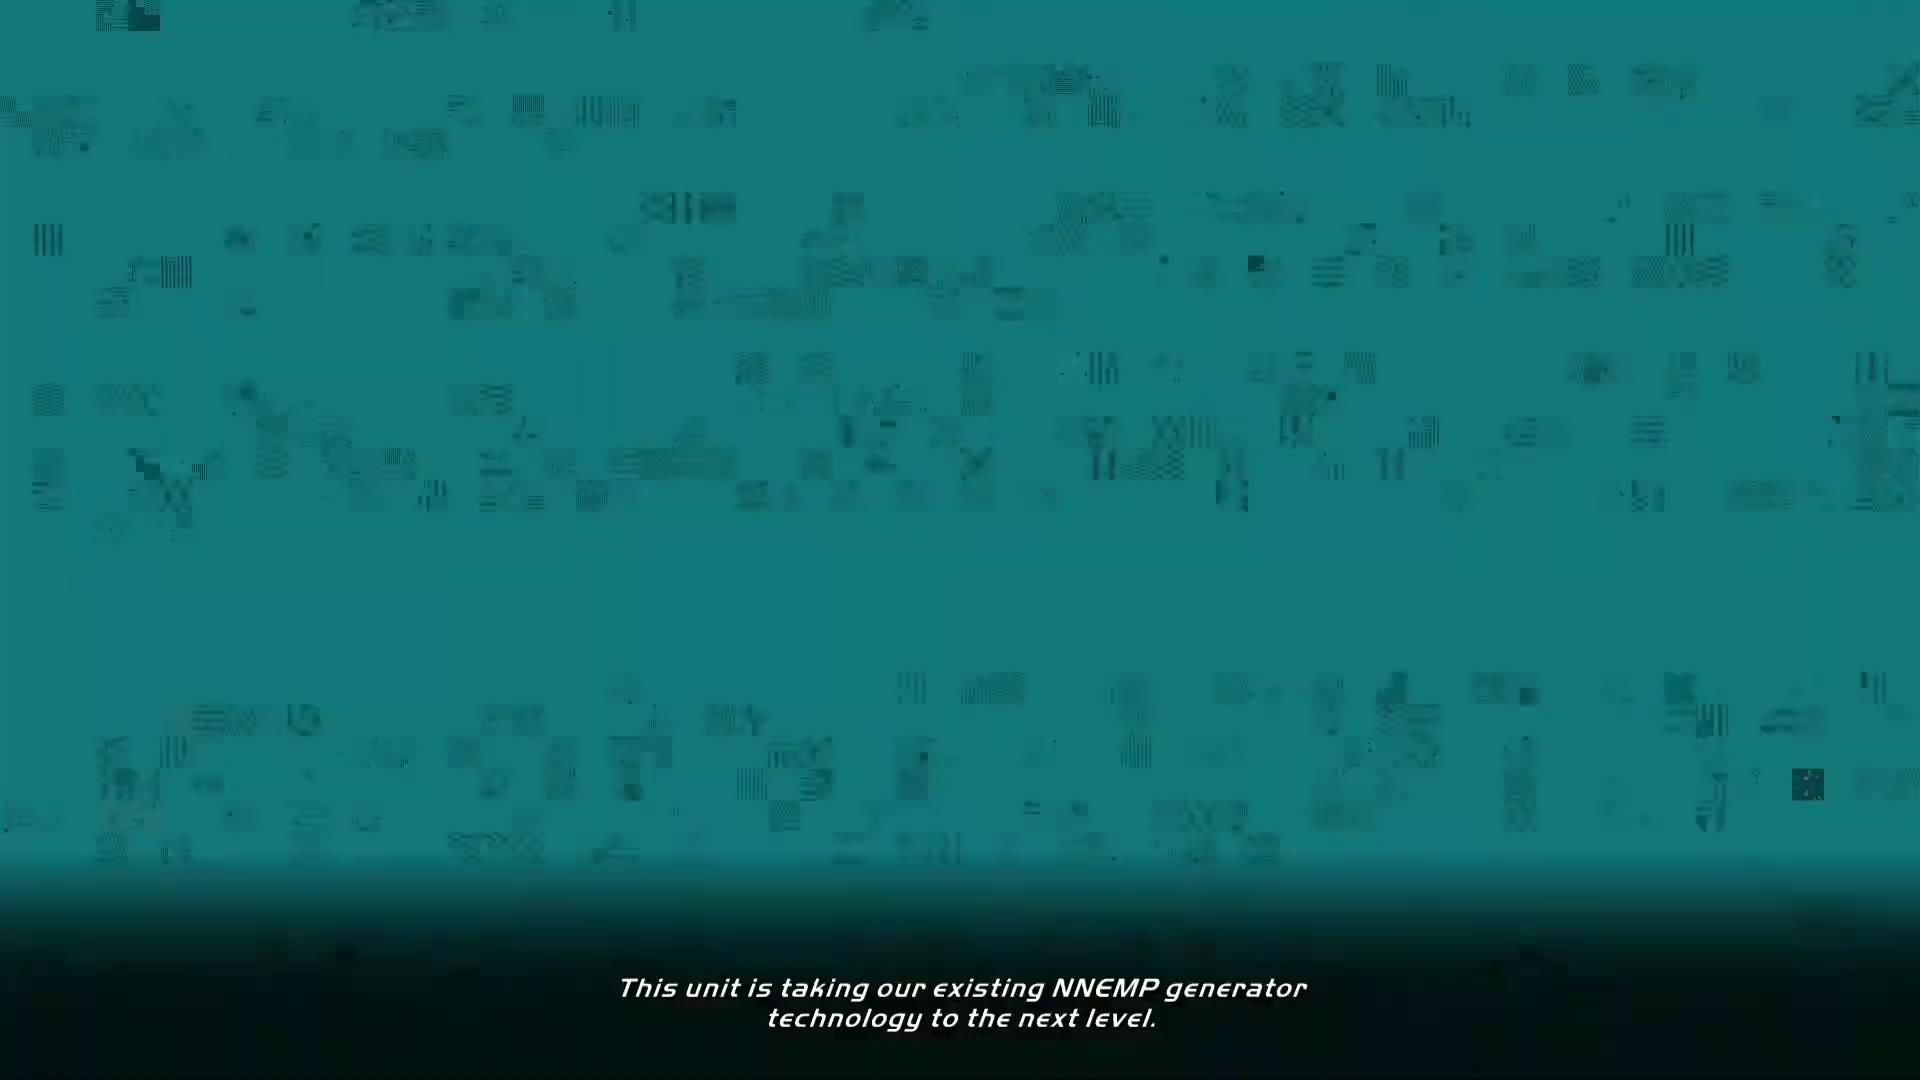 This unit is taking our existing NNEMP generator
technology to the next level.